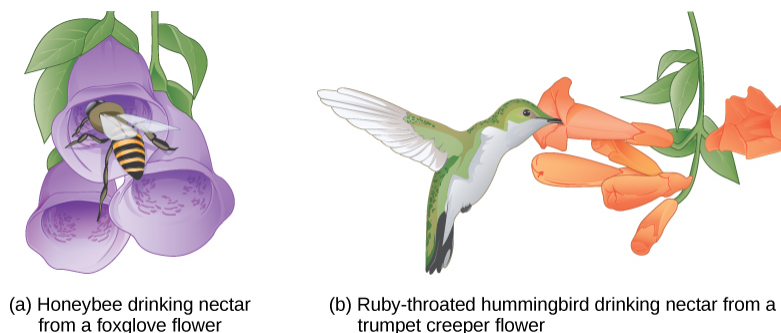 (a) Honeybee drinking nectar
from a foxglove flower
(b) Ruby-throated hummingbird drinking nectar from a
trumpet creeper flower